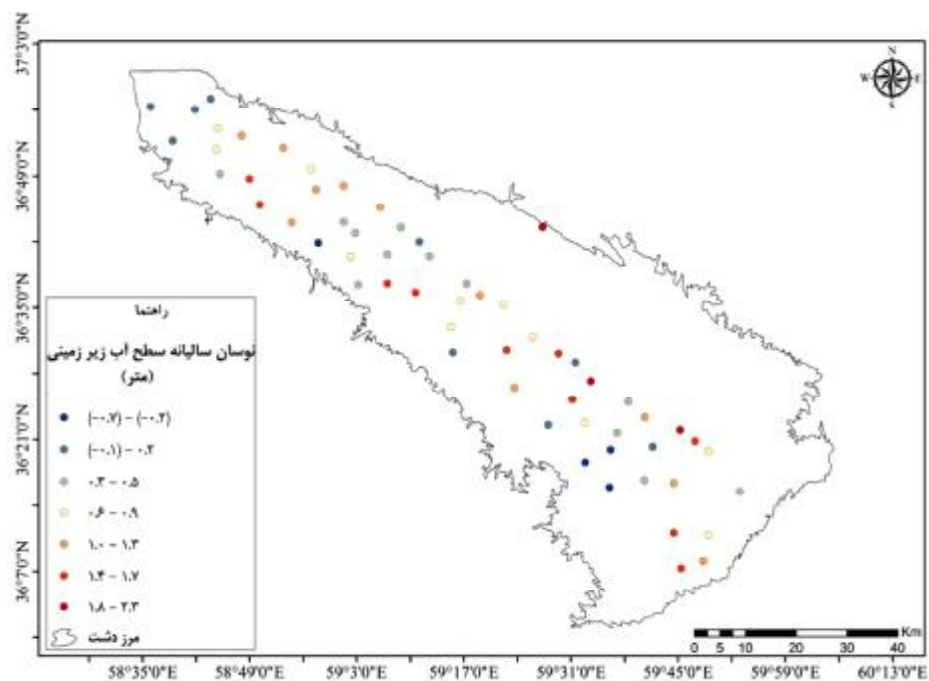 N
W
E
S
37°3'0"N
36°49'0"N
36°35'0"N
36°21'0"N
36°7'0"N
راهنما
نوسان سالیانه سطح آب زیر زمینی
(متر)
(−۰.۷) – (−۰.۲)
(−۰.۱) – ۰.۲
۰.۳ – ۰.۵
۰.۶ – ۰.۹
۱.۰ – ۱.۳
۱.۴ – ۱.۷
۱.۸ – ۲.۳
مرز دشت
Km
0 5 10 20 30 40
58°35'0"E 58°49'0"E 59°3'0"E 59°17'0"E 59°31'0"E 59°45'0"E 59°59'0"E 60°13'0"E